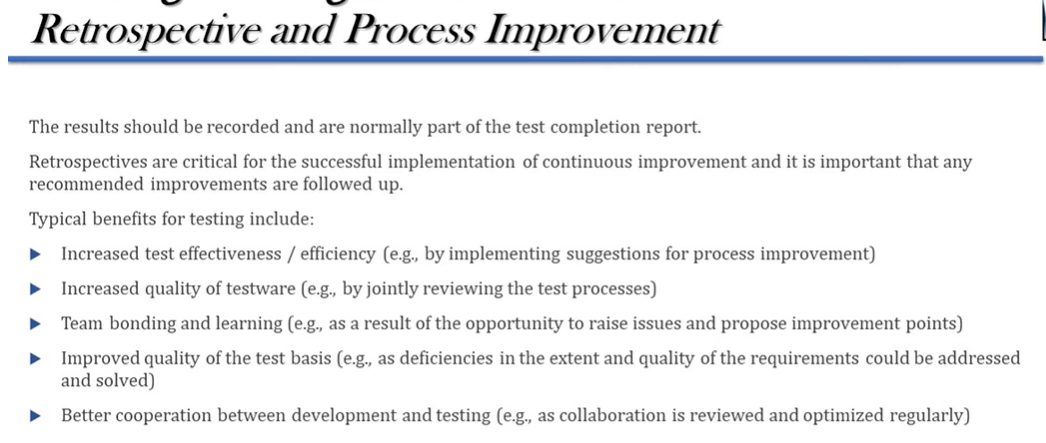 Retrospective and Process Improvement
The results should be recorded and are normally part of the test completion report.
Retrospectives are critical for the successful implementation of continuous improvement and it is important that any
recommended improvements are followed up.
Typical benefits for testing include:
Increased test effectiveness / efficiency (e.g., by implementing suggestions for process improvement)
Increased quality of testware (e.g., by jointly reviewing the test processes)
Team bonding and learning (e.g., as a result of the opportunity to raise issues and propose improvement points)
Improved quality of the test basis (e.g., as deficiencies in the extent and quality of the requirements could be addressed
and solved)
Better cooperation between development and testing (e.g., as collaboration is reviewed and optimized regularly)